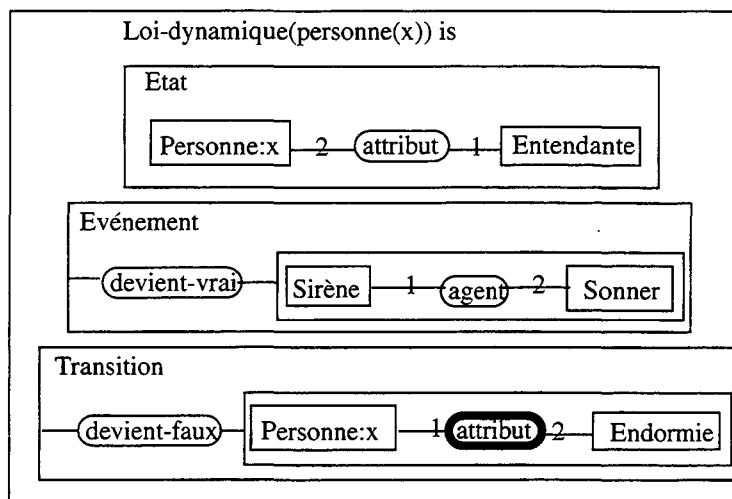 Loi-dynamique(personne(x)) is
Etat
Personne:x 2 attribut 1 Entendante
Evénement
devient-vrai Sirène 1 agent 2 Sonner
Transition
devient-faux Personne:x 1 attribut 2 Endormie